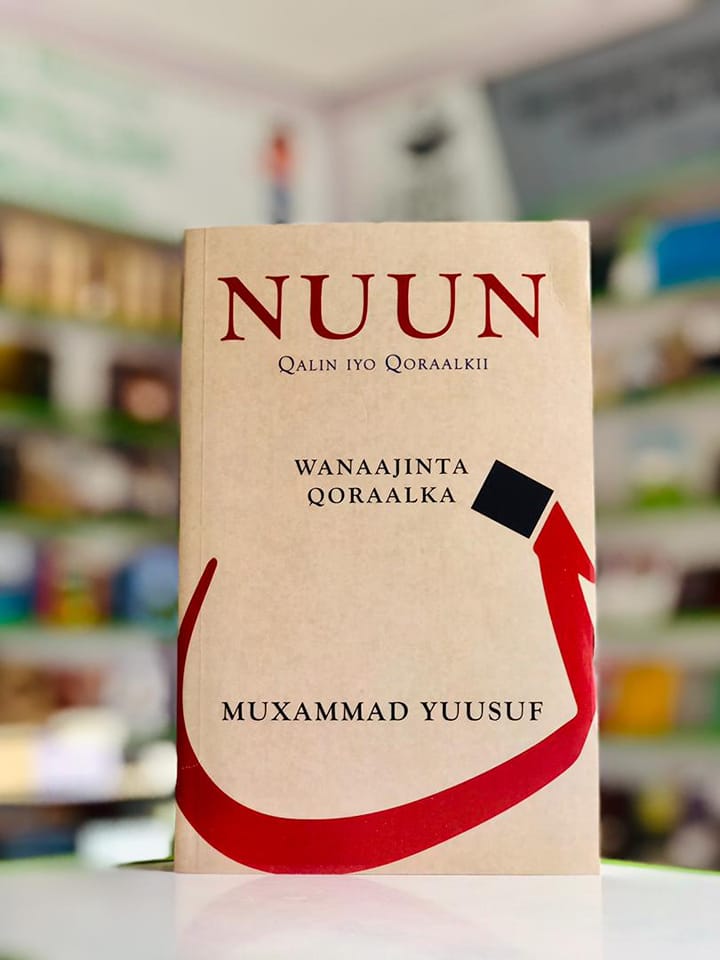 NUUN
QALIN IYO QORAALKII
WANAAJINTA
QORAALKA
MUXAMMAD YUUSUF